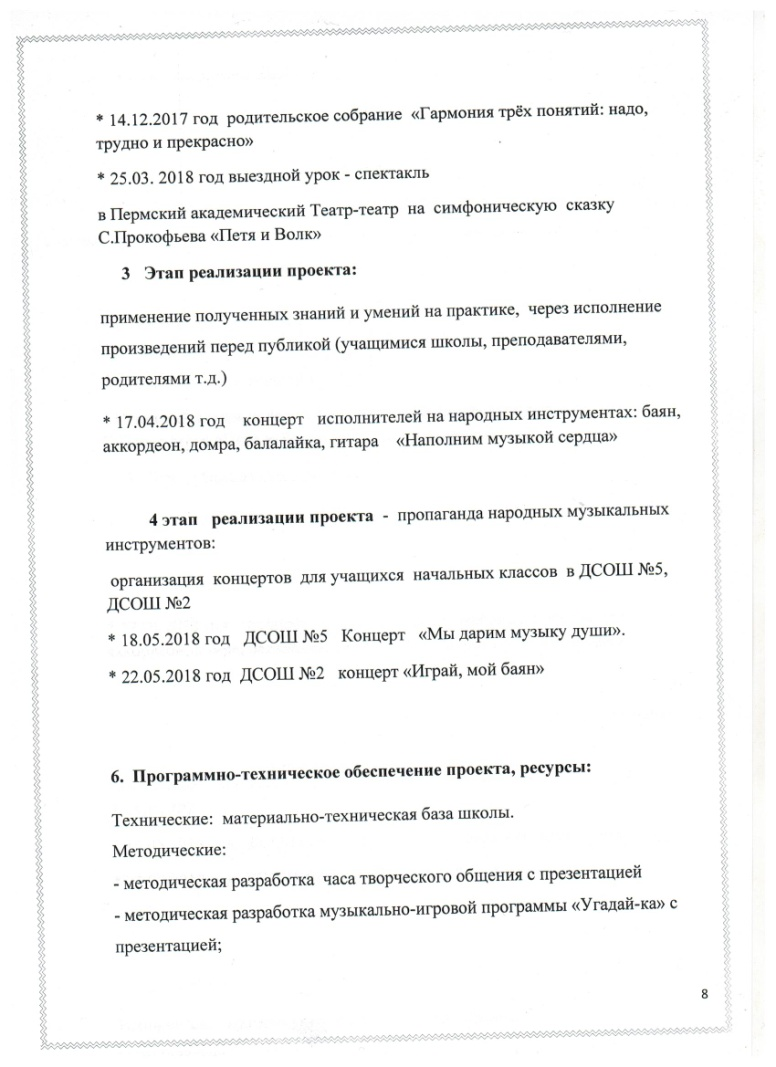 * 14.12.2017 год родительское собрание «Гармония трёх понятий: надо,
трудно и прекрасно»
* 25.03. 2018 год выездной урок - спектакль
в Пермский академический Театр-театр на симфоническую сказку
С.Прокофьева «Петя и Волк»
3 Этап реализации проекта:
применение полученных знаний и умений на практике, через исполнение
произведений перед публикой (учащимися школы, преподавателями,
родителями т.д.)
* 17.04.2018 год концерт исполнителей на народных инструментах: баян,
аккордеон, домра, балалайка, гитара «Наполним музыкой сердца»
4 этап реализации проекта - пропаганда народных музыкальных
инструментов:
организация концертов для учащихся начальных классов в ДСОШ №5,
ДСОШ №2
* 18.05.2018 год ДСОШ №5 Концерт «Мы дарим музыку души».
* 22.05.2018 год ДСОШ №2 концерт «Играй, мой баян»
6. Программно-техническое обеспечение проекта, ресурсы:
Технические: материально-техническая база школы.
Методические:
- методическая разработка часа творческого общения с презентацией
- методическая разработка музыкально-игровой программы «Угадай-ка» с
презентацией;
8